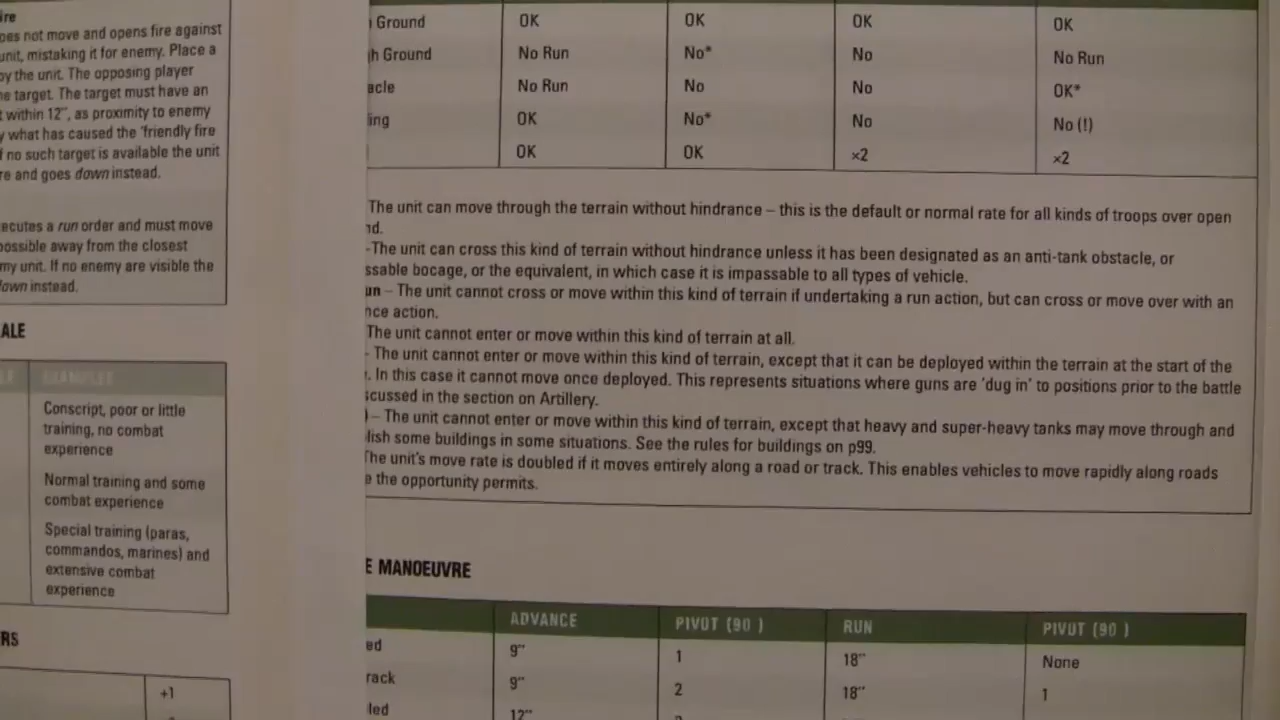 ire
oes not move and opens fire against
unit, mistaking it for enemy. Place a
by the unit. The opposing player
he target. The target must have an
t within 12", as proximity to enemy
y what has caused the 'friendly fire
f no such target is available the unit
re and goes down instead.
ecutes a run order and must move
possible away from the closest
my unit. If no enemy are visible the
down instead.
ALE
EXAMPLES
Conscript, poor or little
training, no combat
experience
Normal training and some
combat experience
Special training (paras,
commandos, marines) and
extensive combat
experience
RS
+1
n Ground OK OK OK OK
gh Ground No Run No* No No Run
acle No Run No No OK*
ing OK No* No No (!)
OK OK ×2 ×2
The unit can move through the terrain without hindrance – this is the default or normal rate for all kinds of troops over open
nd.
-The unit can cross this kind of terrain without hindrance unless it has been designated as an anti-tank obstacle, or
ssable bocage, or the equivalent, in which case it is impassable to all types of vehicle.
un – The unit cannot cross or move within this kind of terrain if undertaking a run action, but can cross or move over with an
nce action.
The unit cannot enter or move within this kind of terrain at all.
- The unit cannot enter or move within this kind of terrain, except that it can be deployed within the terrain at the start of the
. In this case it cannot move once deployed. This represents situations where guns are 'dug in' to positions prior to the battle
scussed in the section on Artillery.
) – The unit cannot enter or move within this kind of terrain, except that heavy and super-heavy tanks may move through and
lish some buildings in some situations. See the rules for buildings on p99.
The unit's move rate is doubled if it moves entirely along a road or track. This enables vehicles to move rapidly along roads
e the opportunity permits.
E MANOEUVRE
ADVANCE PIVOT (90 ) RUN PIVOT (90 )
ed 9" 1 18" None
rack 9" 2 18" 1
led 12"